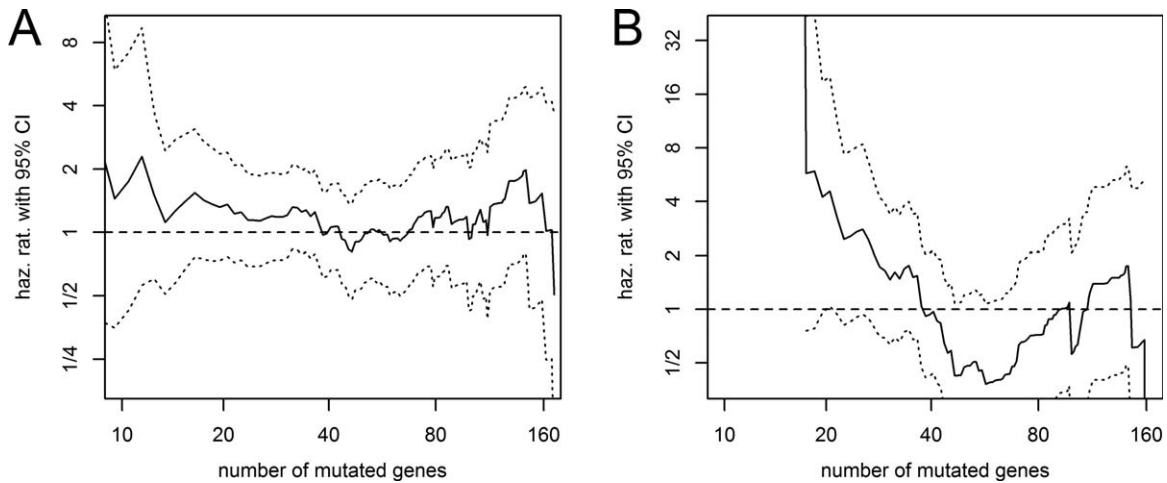 A
haz. rat. with 95% CI
8
4
2
1
1/2
1/4
10 20 40 80 160
number of mutated genes
B
haz. rat. with 95% CI
32
16
8
4
2
1
1/2
10 20 40 80 160
number of mutated genes